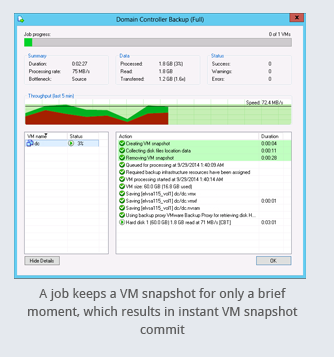 Domain Controller Backup (Full)
Job progress: 0 of 1 VMs
Summary Data Status
Duration: 0:02:27 Processed: 1.8 GB (3%) Success: 0
Processing rate: 75 MB/s Read: 1.8 GB Warnings: 0
Bottleneck: Source Transferred: 1.2 GB (1.6x) Errors: 0
Throughput (last 5 min)
Speed: 72.4 MB/s
VM name Status
dc 3%
Action Duration
Creating VM snapshot 0:00:04
Collecting disk files location data 0:00:11
Removing VM snapshot 0:00:28
Queued for processing at 9/29/2014 1:40:09 AM
Required backup infrastructure resources have been assigned
VM processing started at 9/29/2014 1:40:14 AM
VM size: 60.0 GB (16.8 GB used)
Saving [elvsa115_vol1] dc/dc.vmx
Saving [elvsa115_vol1] dc/dc.vmxf 0:00:01
Saving [elvsa115_vol1] dc/dc.nvram
Using backup proxy VMware Backup Proxy for retrieving disk H...
Hard disk 1 (60.0 GB) 1.8 GB read at 71 MB/s [CBT] 0:03:01
Hide Details OK
A job keeps a VM snapshot for only a brief
moment, which results in instant VM snapshot
commit